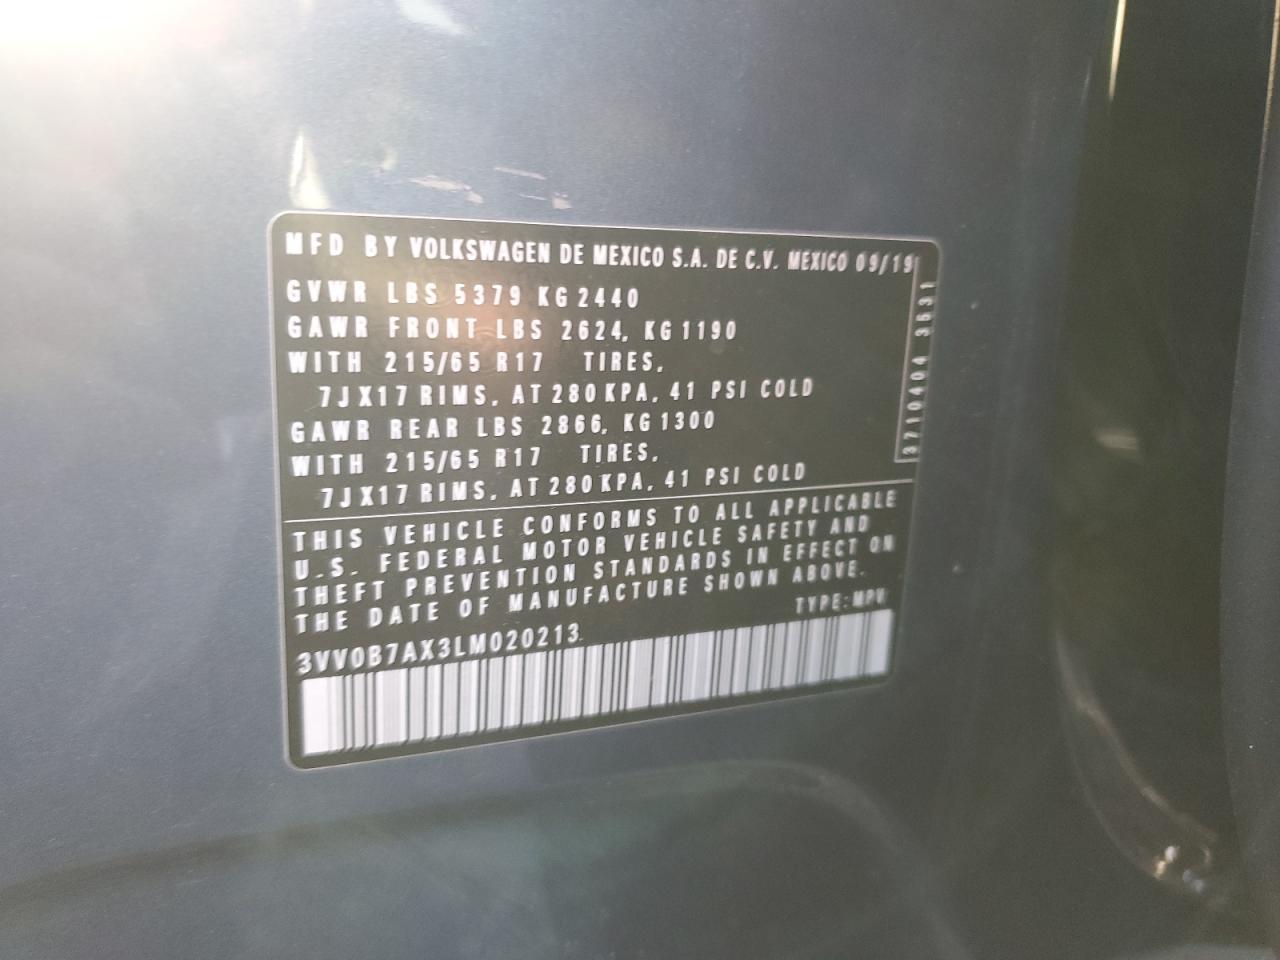 MFD BY VOLKSWAGEN DE MEXICO S.A. DE C.V. MEXICO 09/19
GVWR LBS 5379 KG 2440
GAWR FRONT LBS 2624, KG 1190
WITH 215/65 R17 TIRES,
7JX17 RIMS, AT 280 KPA, 41 PSI COLD
GAWR REAR LBS 2866, KG 1300
WITH 215/65 R17 TIRES,
7JX17 RIMS, AT 280 KPA, 41 PSI COLD
3710404 3531
THIS VEHICLE CONFORMS TO ALL APPLICABLE
U.S. FEDERAL MOTOR VEHICLE SAFETY AND
THEFT PREVENTION STANDARDS IN EFFECT ON
THE DATE OF MANUFACTURE SHOWN ABOVE.
TYPE: MPV
3VV0B7AX3LM020213